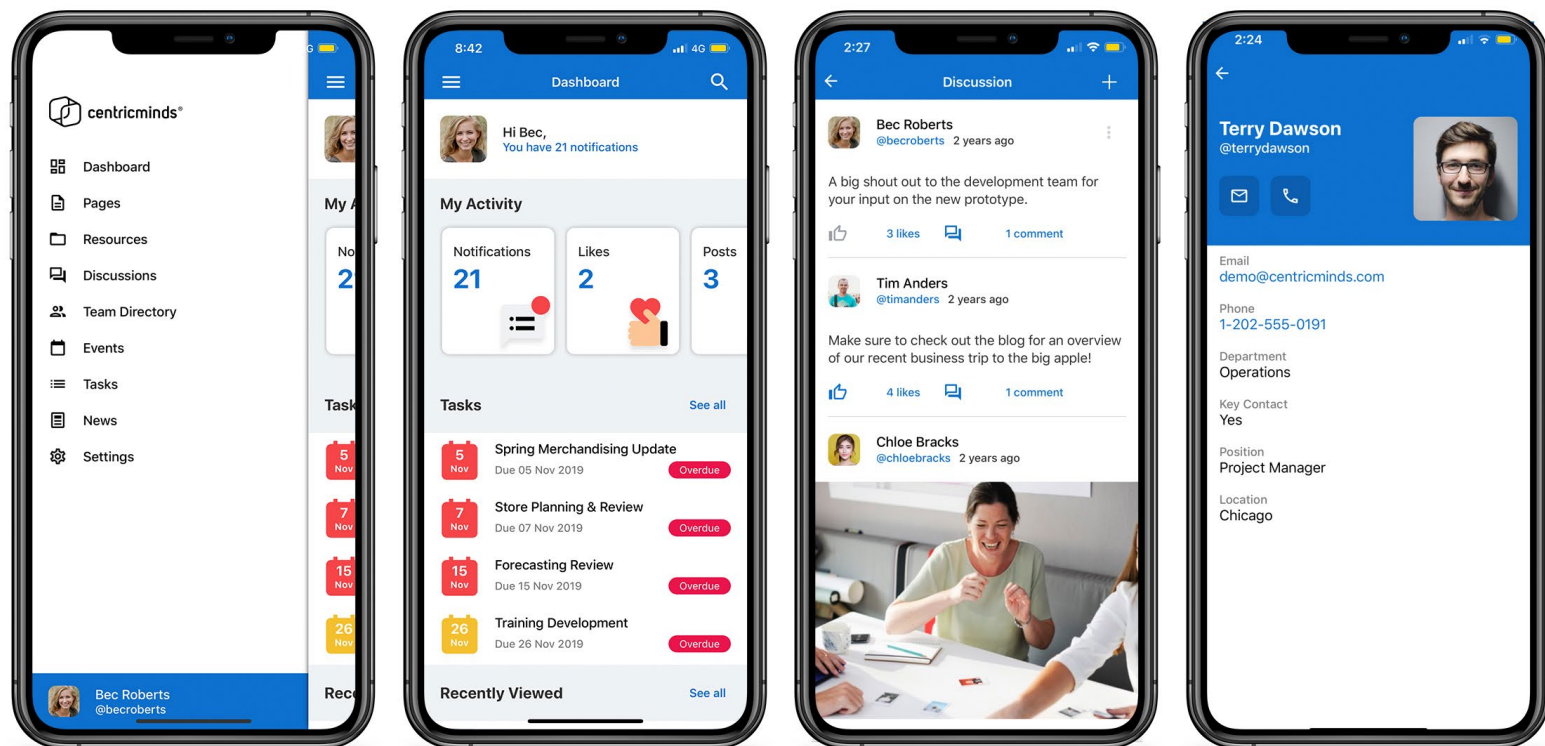 G
centricminds®
Dashboard
Pages
Resources
Discussions
Team Directory
Events
Tasks
News
Settings
Bec Roberts
@becroberts
My A
No
2
Task
5
Nov
7
Nov
15
Nov
26
Nov
Rece
8:42
4G
Dashboard
Hi Bec,
You have 21 notifications
My Activity
Notifications
21
Likes
2
Posts
3
Tasks
See all
5
Nov
Spring Merchandising Update
Due 05 Nov 2019
Overdue
7
Nov
Store Planning & Review
Due 07 Nov 2019
Overdue
15
Nov
Forecasting Review
Due 15 Nov 2019
Overdue
26
Nov
Training Development
Due 26 Nov 2019
Overdue
Recently Viewed
See all
2:27
Discussion
Bec Roberts
@becroberts 2 years ago
A big shout out to the development team for
your input on the new prototype.
3 likes
1 comment
Tim Anders
@timanders 2 years ago
Make sure to check out the blog for an overview
of our recent business trip to the big apple!
4 likes
1 comment
Chloe Bracks
@chloebracks 2 years ago
2:24
Terry Dawson
@terrydawson
Email
demo@centricminds.com
Phone
1-202-555-0191
Department
Operations
Key Contact
Yes
Position
Project Manager
Location
Chicago